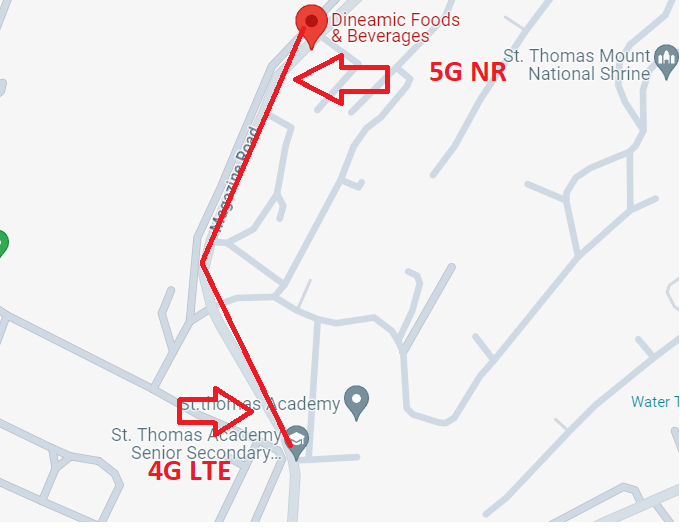 Dineamic Foods
& Beverages
5G NR
St. Thomas Mount
National Shrine
Magazine Road
Water T
St.thomas Academy
St. Thomas Academy
Senior Secondary...
4G LTE